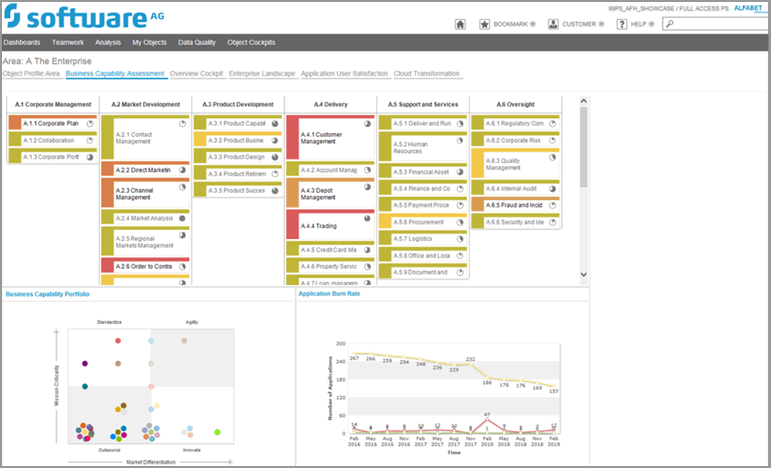 software AG
99P0_AFH_SHOWCASE / FULL ACCESS PS ALFABET
BOOKMARK CUSTOMER HELP
Dashboards Teamwork Analysis My Objects Data Quality Object Cockpits
Area: A The Enterprise
Object Profile Area Business Capability Assessment Overview Cockpit Enterprise Landscape Application User Satisfaction Cloud Transformation
A.1 Corporate Management
A.1.1 Corporate Plan
A.1.2 Collaboration
A.1.3 Corporate Portf
A.2 Market Development
A.2.1 Contact
Management
A.2.2 Direct Marketin
A.2.3 Channel
Management
A.2.4 Market Analysis
A.2.5 Regional
Markets Management
A.2.6 Order to Contra
A.3 Product Development
A.3.1 Product Capabil
A.3.2 Product Busine
A.3.3 Product Design
A.3.4 Product Retirem
A.3.5 Product Succes
A.4 Delivery
A.4.1 Customer
Management
A.4.2 Account Manag
A.4.3 Depot
Management
A.4.4 Trading
A.4.5 Credit Card Ma
A.4.6 Property Servic
A.4.7 Loan managem
A.5 Support and Services
A.5.1 Deliver and Run
A.5.2 Human
Resources
A.5.3 Financial Asset
A.5.4 Finance and Co
A.5.5 Payment Proce
A.5.6 Procurement
A.5.7 Logistics
A.5.8 Office and Loca
A.5.9 Document and
A.6 Oversight
A.6.1 Regulatory Com
A.6.2 Corporate Risk
A.6.3 Quality
Management
A.6.4 Internal Audit
A.6.5 Fraud and Incid
A.6.6 Security and Ide
Business Capability Portfolio
Standardize Agility
Mission Criticality
Outsource Innovate
Market Differentiation
Application Burn Rate
Number of Applications
300
240
180
120
60
0
267 266 259 254 248 236 229 232 186 178 176 169 157
47
Feb 2016 May 2016 Aug 2016 Nov 2016 Feb 2017 May 2017 Aug 2017 Nov 2017 Feb 2018 May 2018 Aug 2018 Nov 2018 Feb 2019
Time